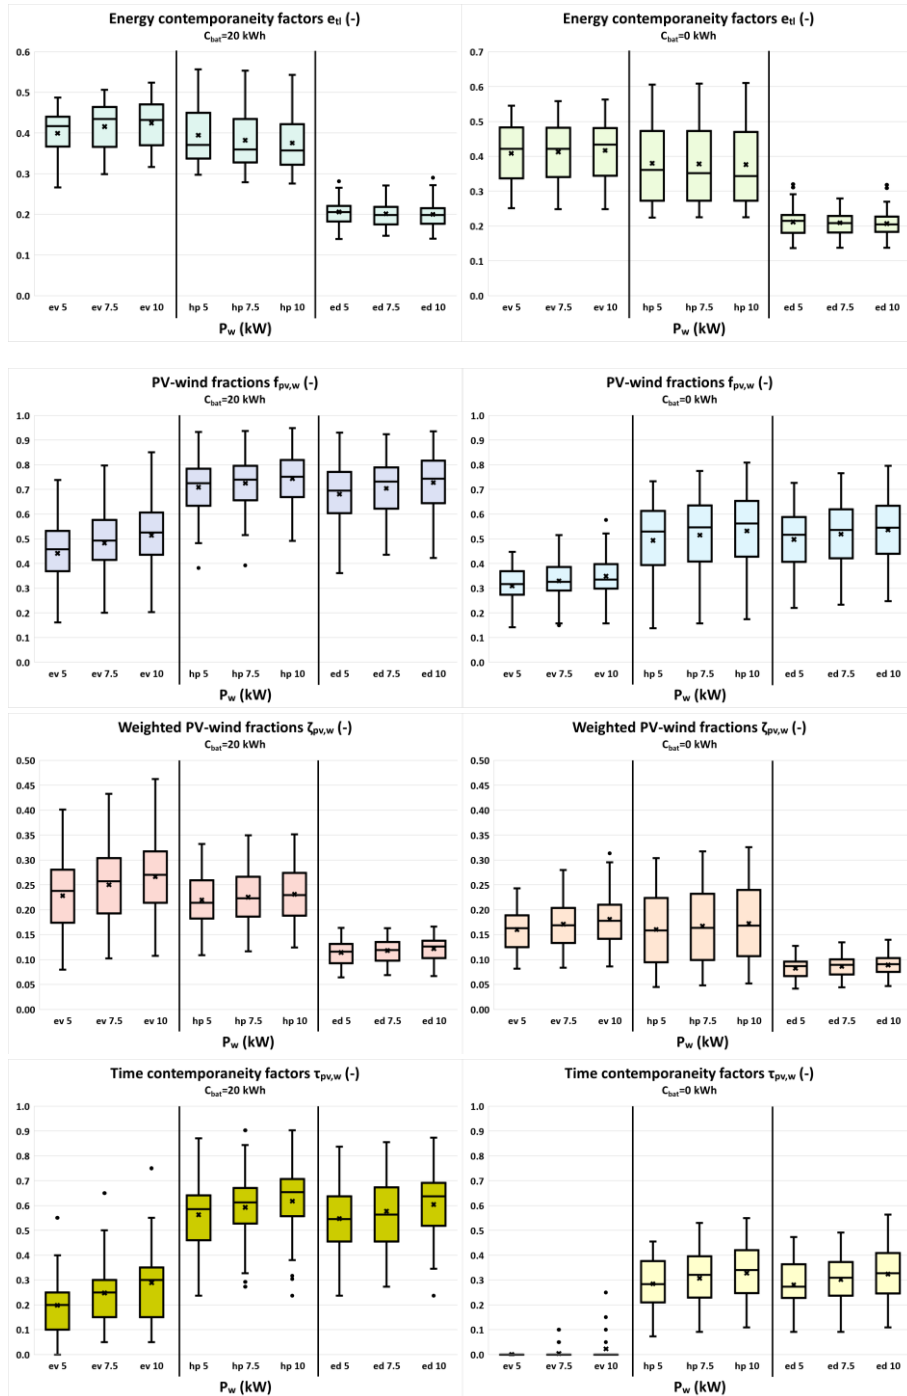 Energy contemporaneity factors etl (-)
Cbat=20 kWh
0.6
0.5
0.4
0.3
0.2
0.1
0.0
ev 5 ev 7.5 ev 10 hp 5 hp 7.5 hp 10 ed 5 ed 7.5 ed 10
Pw (kW)
Energy contemporaneity factors etl (-)
Cbat=0 kWh
0.7
0.6
0.5
0.4
0.3
0.2
0.1
0.0
ev 5 ev 7.5 ev 10 hp 5 hp 7.5 hp 10 ed 5 ed 7.5 ed 10
Pw (kW)
PV-wind fractions fpv,w (-)
Cbat=20 kWh
1.0
0.9
0.8
0.7
0.6
0.5
0.4
0.3
0.2
0.1
0.0
ev 5 ev 7.5 ev 10 hp 5 hp 7.5 hp 10 ed 5 ed 7.5 ed 10
Pw (kW)
PV-wind fractions fpv,w (-)
Cbat=0 kWh
1.0
0.9
0.8
0.7
0.6
0.5
0.4
0.3
0.2
0.1
0.0
ev 5 ev 7.5 ev 10 hp 5 hp 7.5 hp 10 ed 5 ed 7.5 ed 10
Pw (kW)
Weighted PV-wind fractions ζpv,w (-)
Cbat=20 kWh
0.50
0.45
0.40
0.35
0.30
0.25
0.20
0.15
0.10
0.05
0.00
ev 5 ev 7.5 ev 10 hp 5 hp 7.5 hp 10 ed 5 ed 7.5 ed 10
Pw (kW)
Weighted PV-wind fractions ζpv,w (-)
Cbat=0 kWh
0.50
0.45
0.40
0.35
0.30
0.25
0.20
0.15
0.10
0.05
0.00
ev 5 ev 7.5 ev 10 hp 5 hp 7.5 hp 10 ed 5 ed 7.5 ed 10
Pw (kW)
Time contemporaneity factors τpv,w (-)
Cbat=20 kWh
1.0
0.9
0.8
0.7
0.6
0.5
0.4
0.3
0.2
0.1
0.0
ev 5 ev 7.5 ev 10 hp 5 hp 7.5 hp 10 ed 5 ed 7.5 ed 10
Pw (kW)
Time contemporaneity factors τpv,w (-)
Cbat=0 kWh
1.0
0.9
0.8
0.7
0.6
0.5
0.4
0.3
0.2
0.1
0.0
ev 5 ev 7.5 ev 10 hp 5 hp 7.5 hp 10 ed 5 ed 7.5 ed 10
Pw (kW)